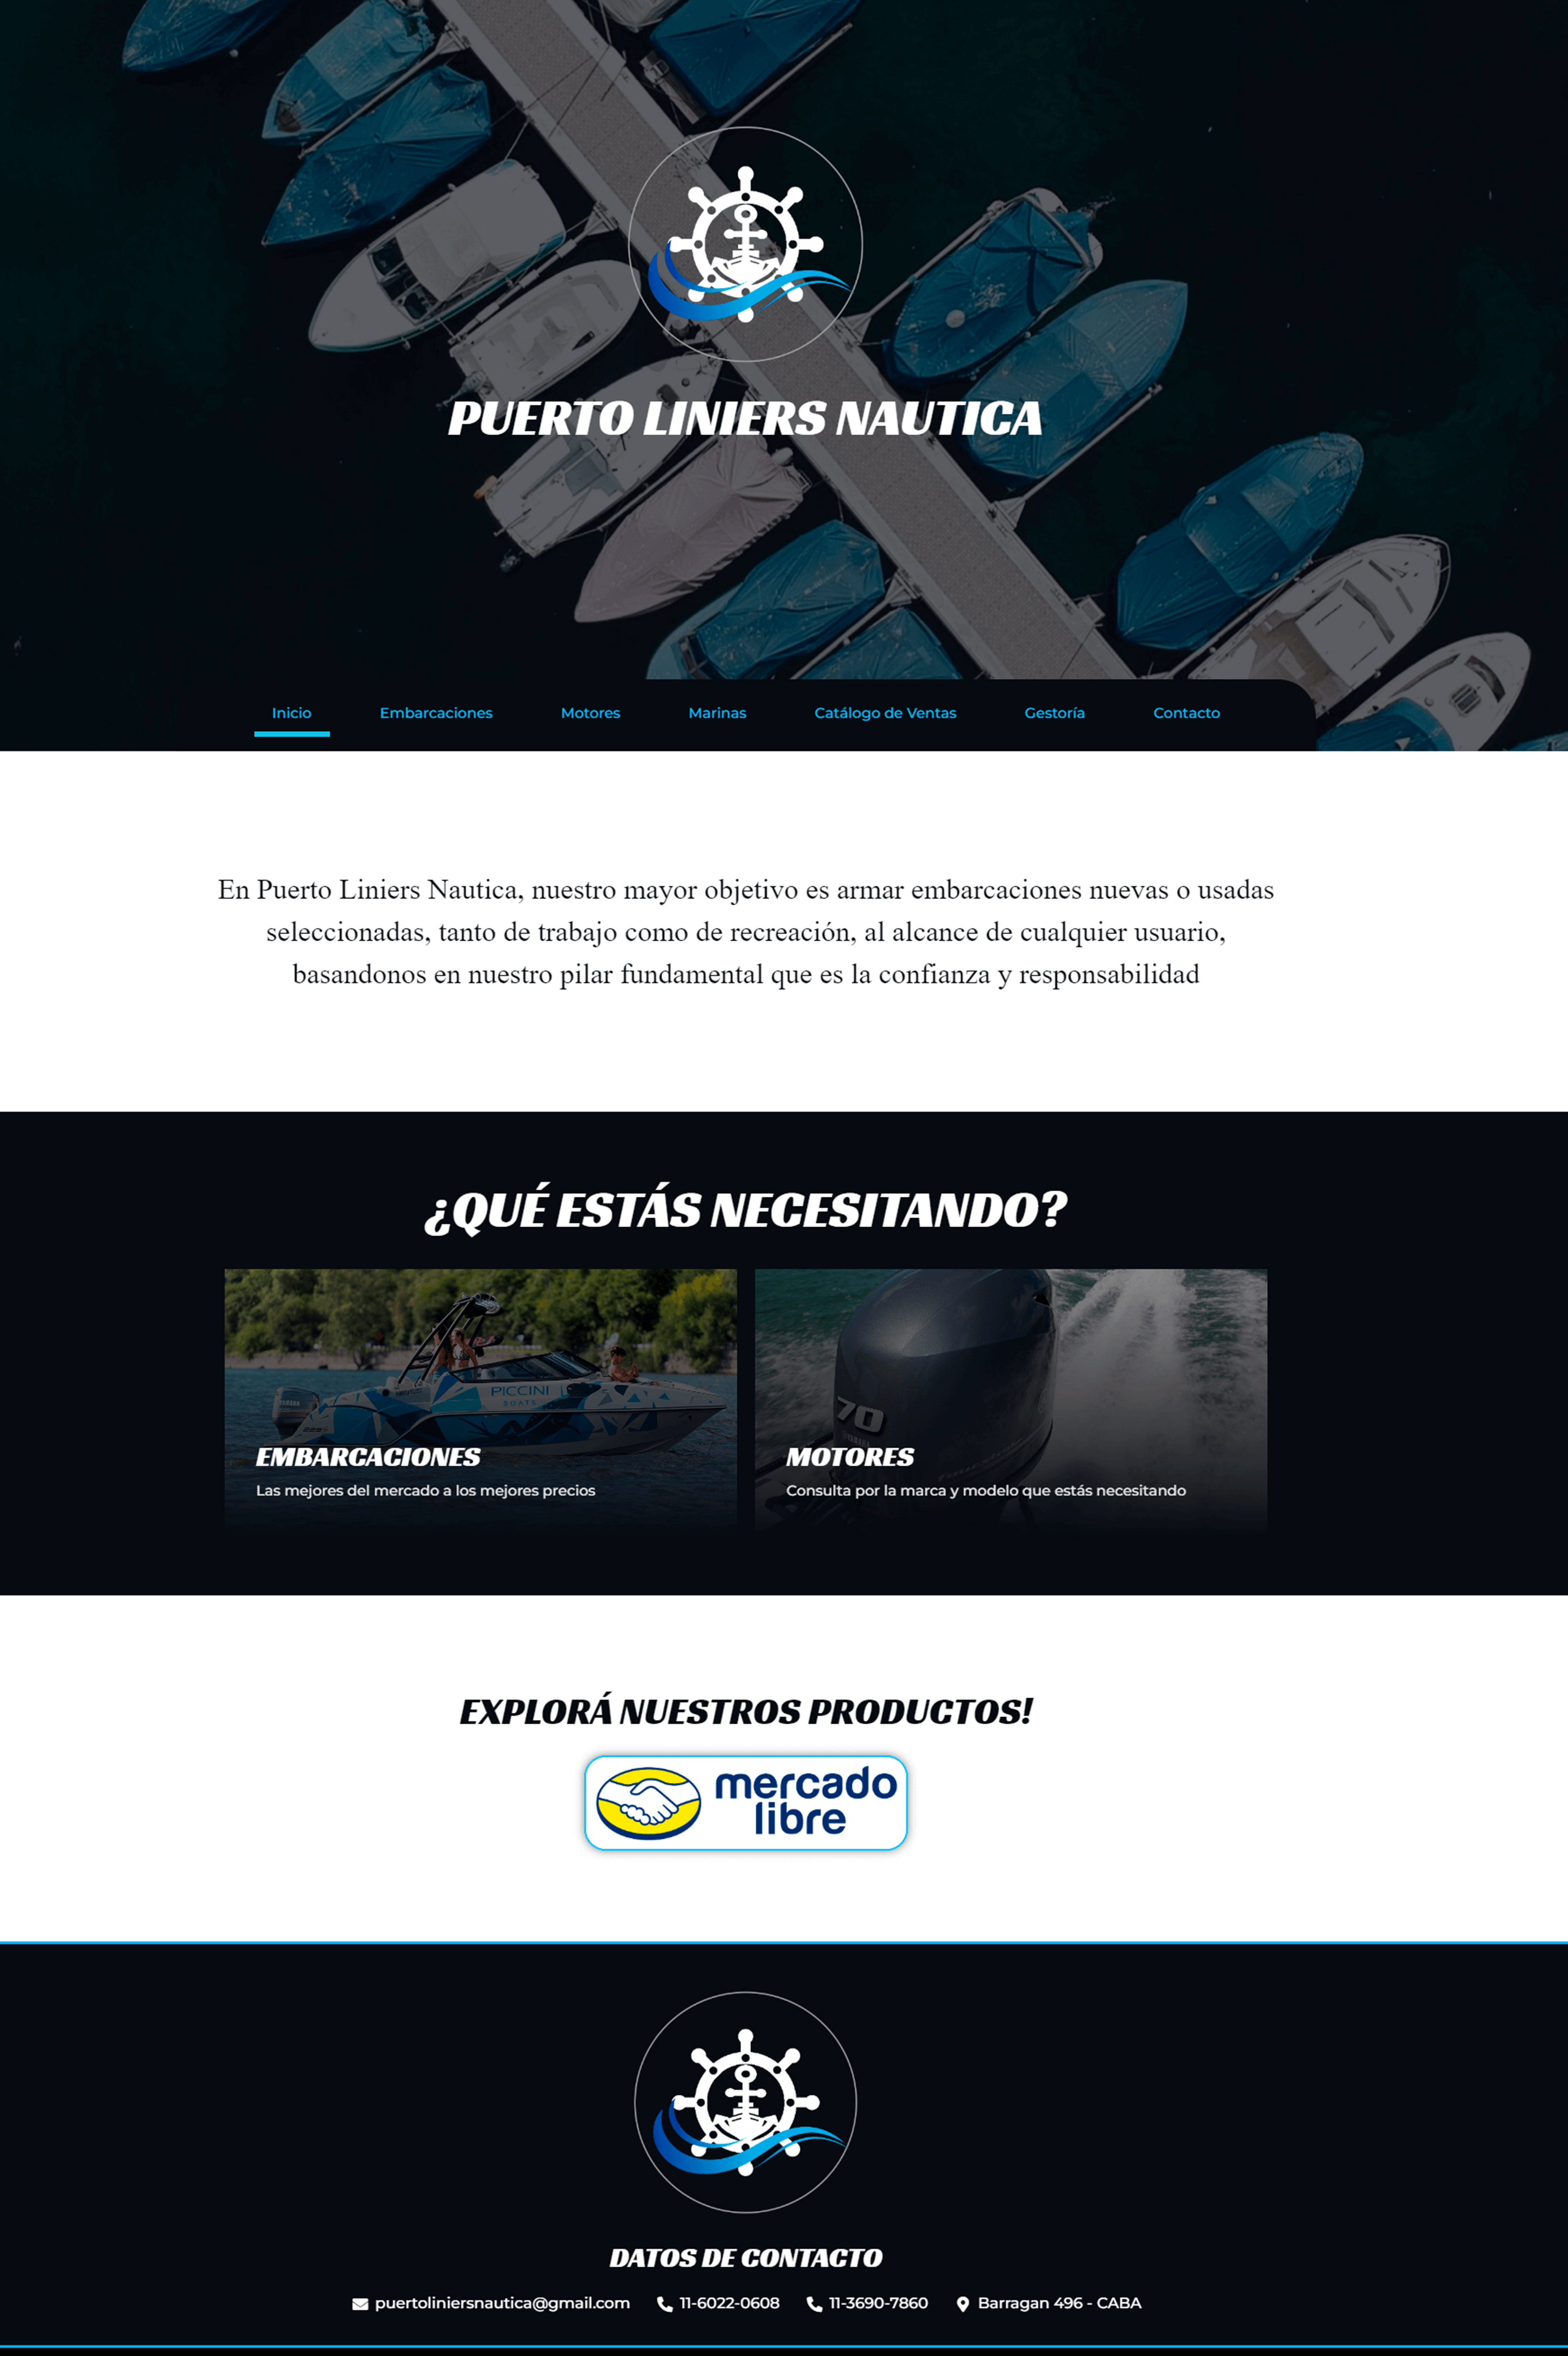 PUERTO LINIERS NAUTICA
Inicio
Embarcaciones
Motores
Marinas
Catálogo de Ventas
Gestoría
Contacto
En Puerto Liniers Nautica, nuestro mayor objetivo es armar embarcaciones nuevas o usadas
seleccionadas, tanto de trabajo como de recreación, al alcance de cualquier usuario,
basandonos en nuestro pilar fundamental que es la confianza y responsabilidad
¿QUÉ ESTÁS NECESITANDO?
PICCINI
BOATS
YAMAHA
EMBARCACIONES
Las mejores del mercado a los mejores precios
70
MOTORES
Consulta por la marca y modelo que estás necesitando
EXPLORÁ NUESTROS PRODUCTOS!
mercado
libre
DATOS DE CONTACTO
puertoliniersnautica@gmail.com
11-6022-0608
11-3690-7860
Barragan 496 - CABA